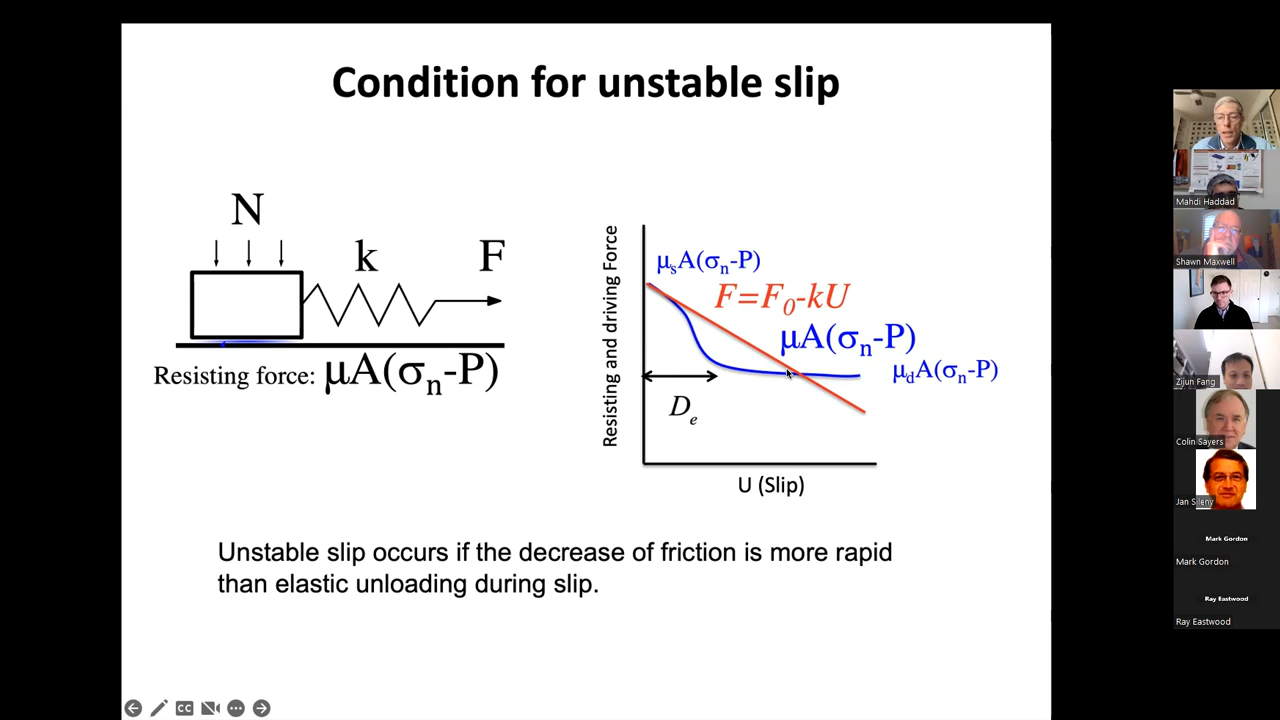 Condition for unstable slip
N
k
F
Resisting force: μA(σn-P)
Resisting and driving Force
μsA(σn-P)
F=F0-kU
μA(σn-P)
μdA(σn-P)
De
U (Slip)
Unstable slip occurs if the decrease of friction is more rapid
than elastic unloading during slip.
CC
Mahdi Haddad
Shawn Maxwell
Zijun Fang
Colin Sayers
Jan Sileny
Mark Gordon
Mark Gordon
Ray Eastwood
Ray Eastwood